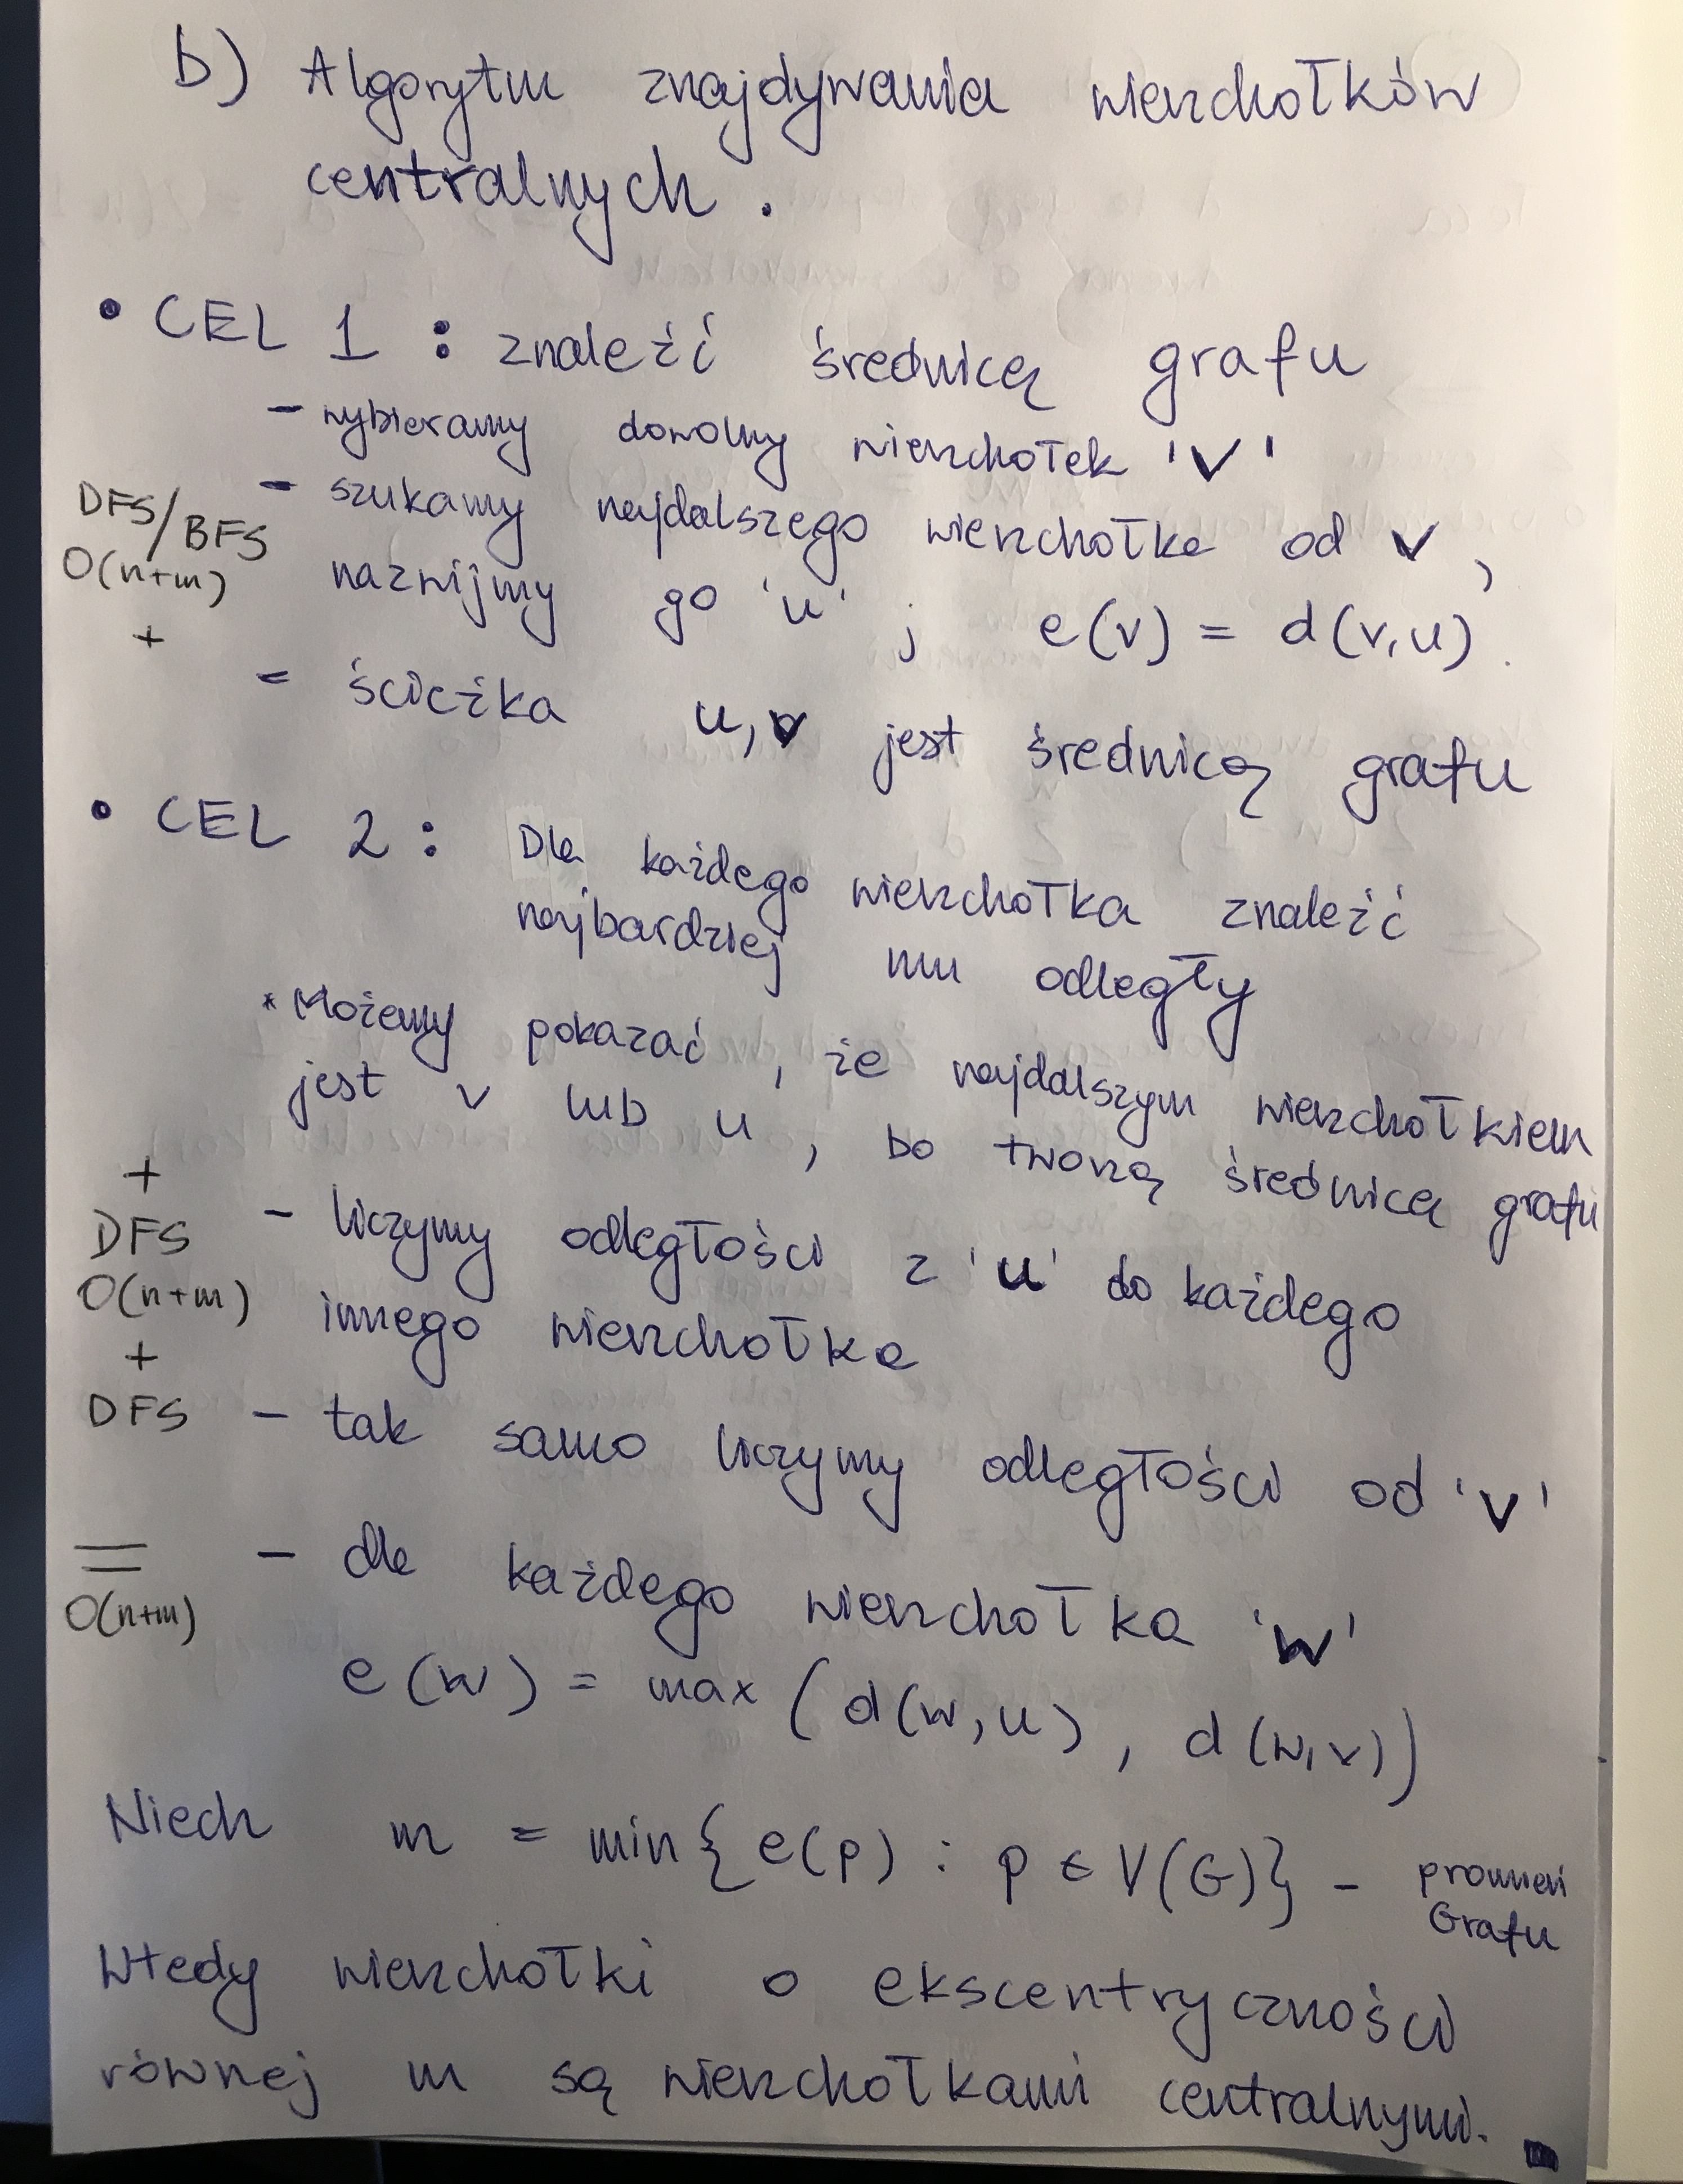 b) Algorytm znajdywania wierzchołków
centralnych.
• CEL 1 : znaleźć średnicę grafu
- wybieramy dowolny wierzchołek 'v'
- szukamy najdalszego wierzchołka od v,
DFS/BFS
O(n+m)
nazwijmy go 'u' ; e(v) = d(v,u).
+
- ścieżka u,v jest średnicą grafu
• CEL 2 : Dla każdego wierzchołka znaleźć
najbardziej mu odległy
* Możemy pokazać, że najdalszym wierzchołkiem
jest v lub u, bo tworzą średnicę grafu
+
DFS
O(n+m)
- liczymy odległości z 'u' do każdego
innego wierzchołka
+
DFS
- tak samo liczymy odległości od 'v'
=
O(n+m)
- dla każdego wierzchołka 'w'
e(w) = max (d(w,u), d(w,v))
Niech m = min{e(p) : p ∈ V(G)} - promień
Grafu
Wtedy wierzchołki o ekscentryczności
równej m są wierzchołkami centralnymi.